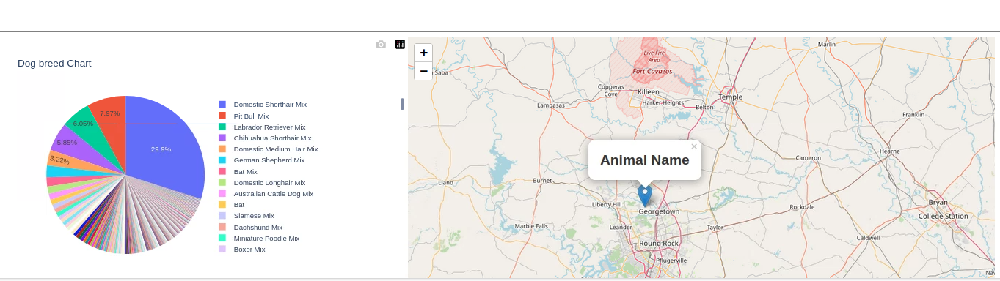 Dog breed Chart
7.97%
6.05%
5.85%
3.22%
29.9%
Domestic Shorthair Mix
Pit Bull Mix
Labrador Retriever Mix
Chihuahua Shorthair Mix
Domestic Medium Hair Mix
German Shepherd Mix
Bat Mix
Domestic Longhair Mix
Australian Cattle Dog Mix
Bat
Siamese Mix
Dachshund Mix
Miniature Poodle Mix
Boxer Mix
+
−
Saba
Live Fire
Area
Fort Cavazos
Marlin
Copperas
Cove
Killeen
Temple
Lampasas
Harker Heights
Belton
Franklin
×
Animal Name
Hearne
Cameron
Llano
Burnet
Liberty Hill
Georgetown
Bryan
College Station
Rockdale
Marble Falls
Leander
Taylor
Round Rock
Caldwell
Pflugerville
Nav